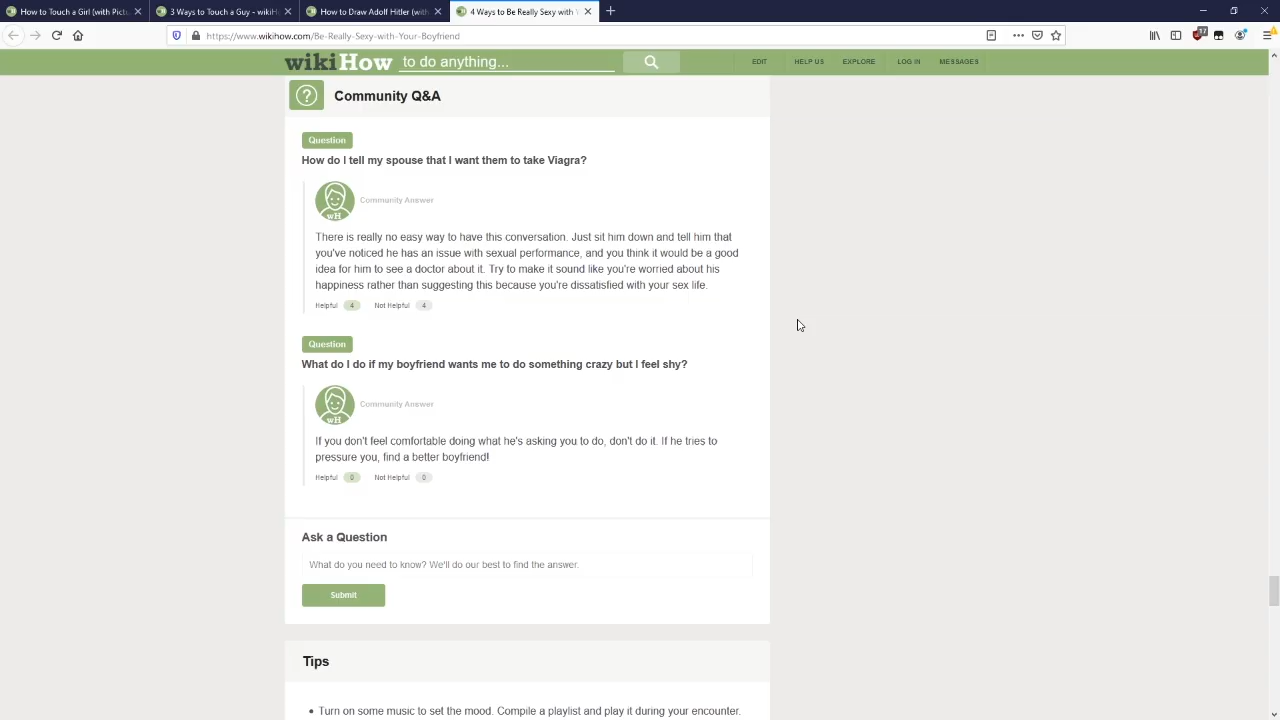 How to Touch a Girl (with Pict
3 Ways to Touch a Guy - wikiH
How to Draw Adolf Hitler (with
4 Ways to Be Really Sexy with Y
https://www.wikihow.com/Be-Really-Sexy-with-Your-Boyfriend
17
wikiHow to do anything...
EDIT
HELP US
EXPLORE
LOG IN
MESSAGES
Community Q&A
Question
How do I tell my spouse that I want them to take Viagra?
wH
Community Answer
There is really no easy way to have this conversation. Just sit him down and tell him that
you've noticed he has an issue with sexual performance, and you think it would be a good
idea for him to see a doctor about it. Try to make it sound like you're worried about his
happiness rather than suggesting this because you're dissatisfied with your sex life.
Helpful 4 Not Helpful 4
Question
What do I do if my boyfriend wants me to do something crazy but I feel shy?
wH
Community Answer
If you don't feel comfortable doing what he's asking you to do, don't do it. If he tries to
pressure you, find a better boyfriend!
Helpful 0 Not Helpful 0
Ask a Question
What do you need to know? We'll do our best to find the answer.
Submit
Tips
• Turn on some music to set the mood. Compile a playlist and play it during your encounter.